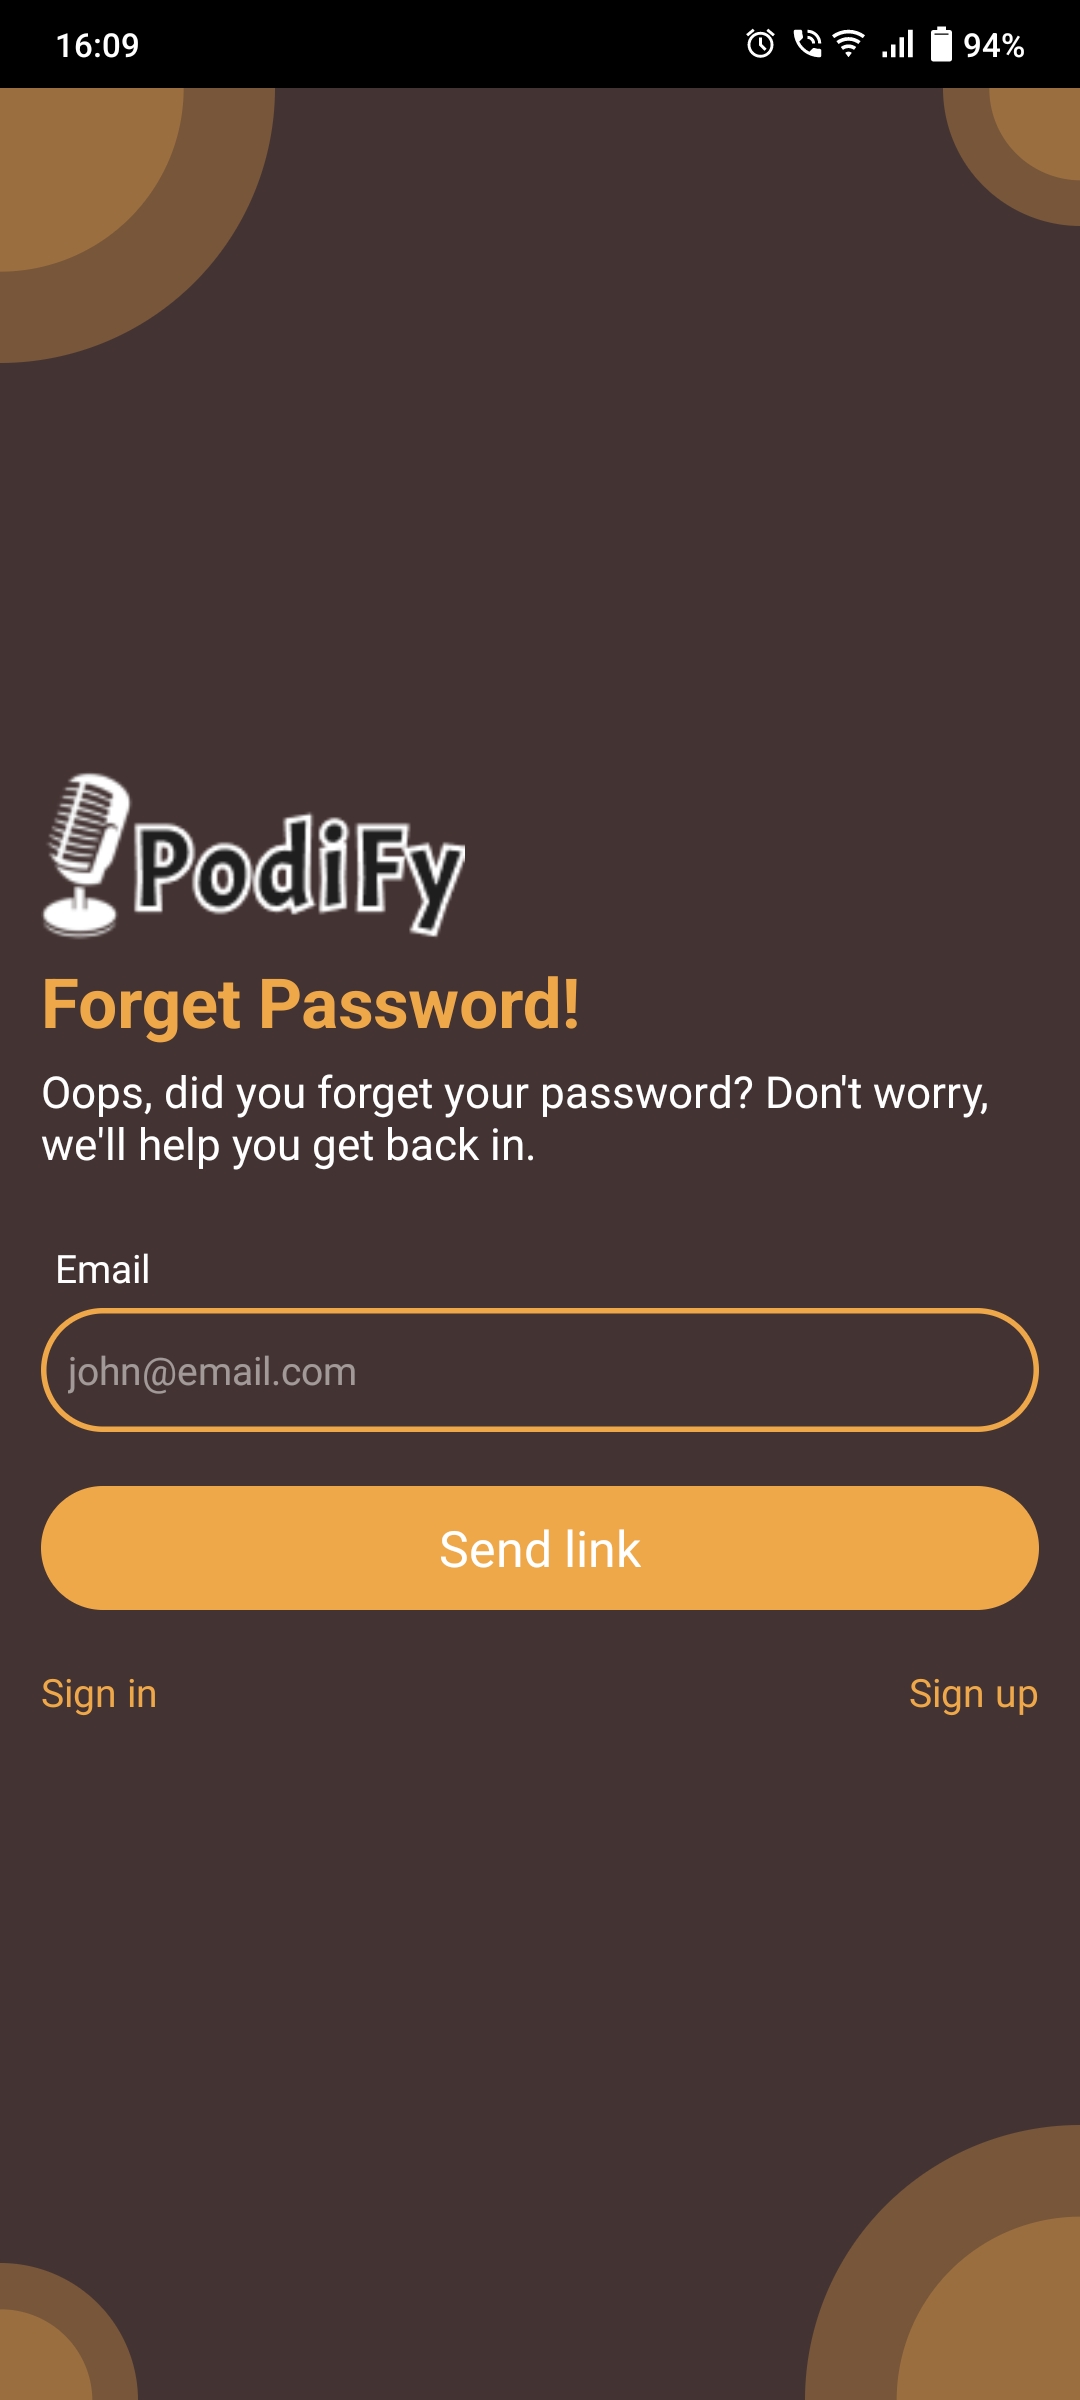 16:09
94%
PodiFy
Forget Password!
Oops, did you forget your password? Don't worry,
we'll help you get back in.
Email
john@email.com
Send link
Sign in
Sign up